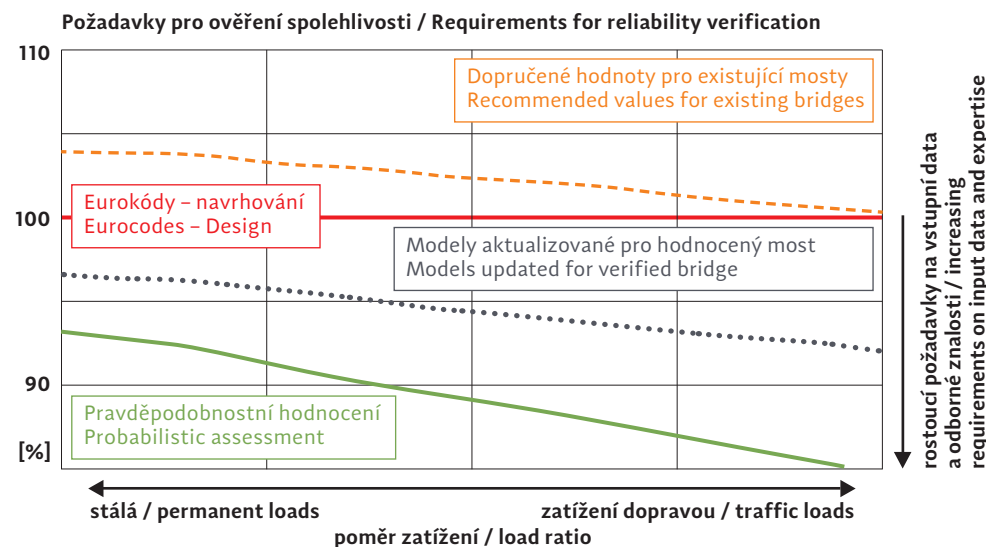 Požadavky pro ověření spolehlivosti / Requirements for reliability verification
110
Dopručené hodnoty pro existující mosty
Recommended values for existing bridges
Eurokódy – navrhování
Eurocodes – Design
100
Modely aktualizované pro hodnocený most
Models updated for verified bridge
90
Pravděpodobnostní hodnocení
Probabilistic assessment
[%]
stálá / permanent loads
zatížení dopravou / traffic loads
poměr zatížení / load ratio
rostoucí požadavky na vstupní data
a odborné znalosti / increasing
requirements on input data and expertise